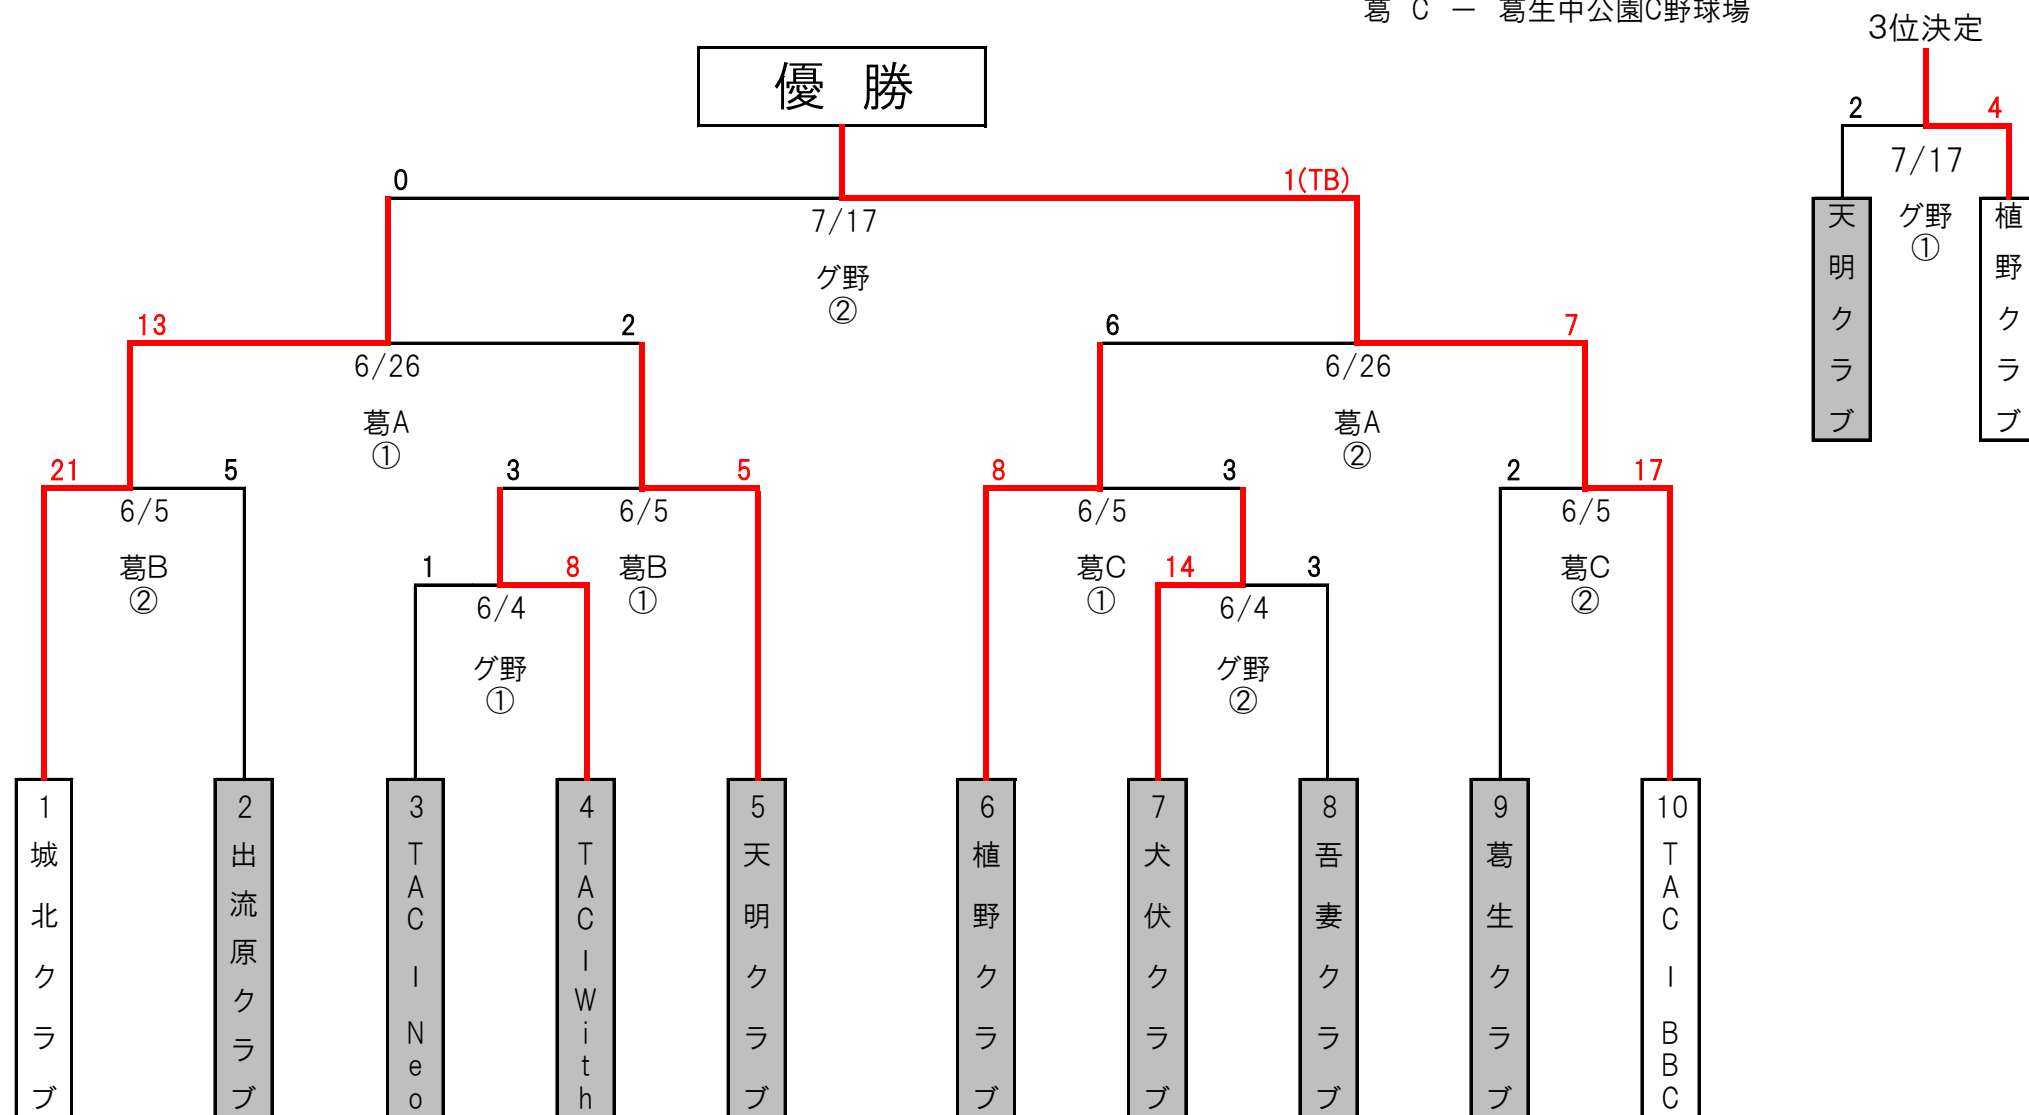 葛 C － 葛生中公園C野球場
3位決定
優 勝
2
4
7/17
グ野
①
天明クラブ
植野クラブ
0
1(TB)
7/17
グ野
②
13
2
6/26
葛A
①
6
7
6/26
葛A
②
21
5
6/5
葛B
②
3
5
6/5
葛B
①
8
3
6/5
葛C
①
2
17
6/5
葛C
②
1
8
6/4
グ野
①
14
3
6/4
グ野
②
1 城北クラブ
2 出流原クラブ
3 TAC I Neo
4 TAC I With
5 天明クラブ
6 植野クラブ
7 犬伏クラブ
8 吾妻クラブ
9 葛生クラブ
10 TAC I BBC